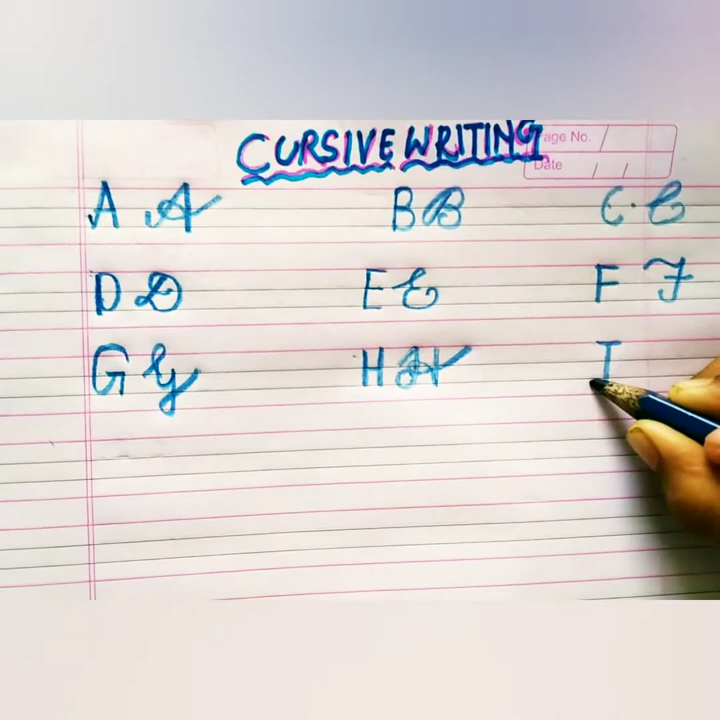 CURSIVE WRITING
Page No.
Date
A A B B C C
D D E E F F
G G H H I